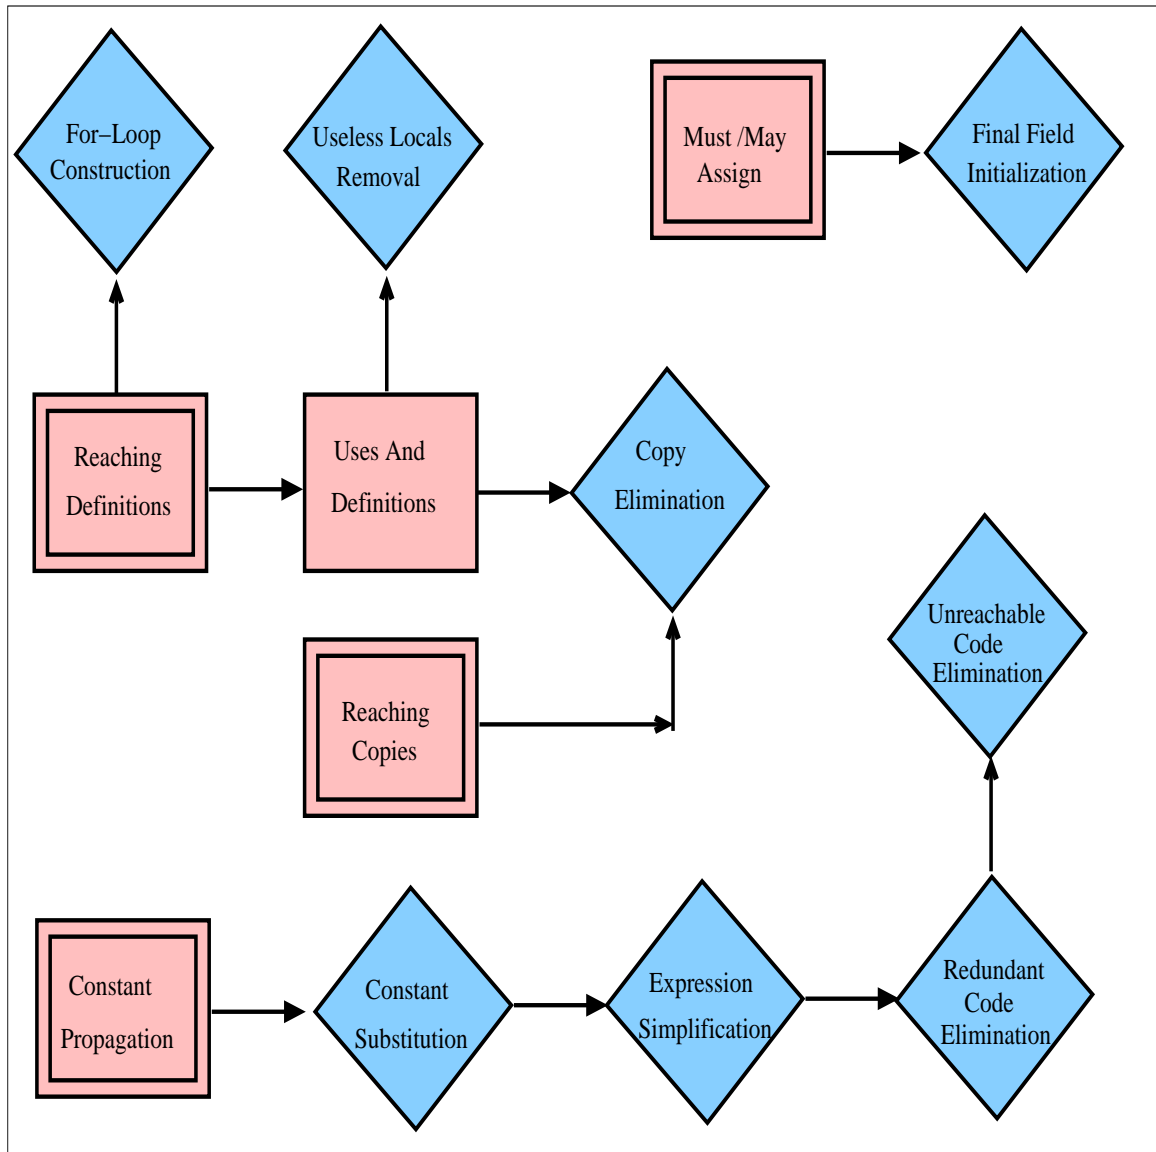 For−Loop
Construction
Useless Locals
Removal
Must /May
Assign
Final Field
Initialization
Reaching
Definitions
Uses And
Definitions
Copy
Elimination
Unreachable
Code
Elimination
Reaching
Copies
Constant
Propagation
Constant
Substitution
Expression
Simplification
Redundant
Code
Elimination